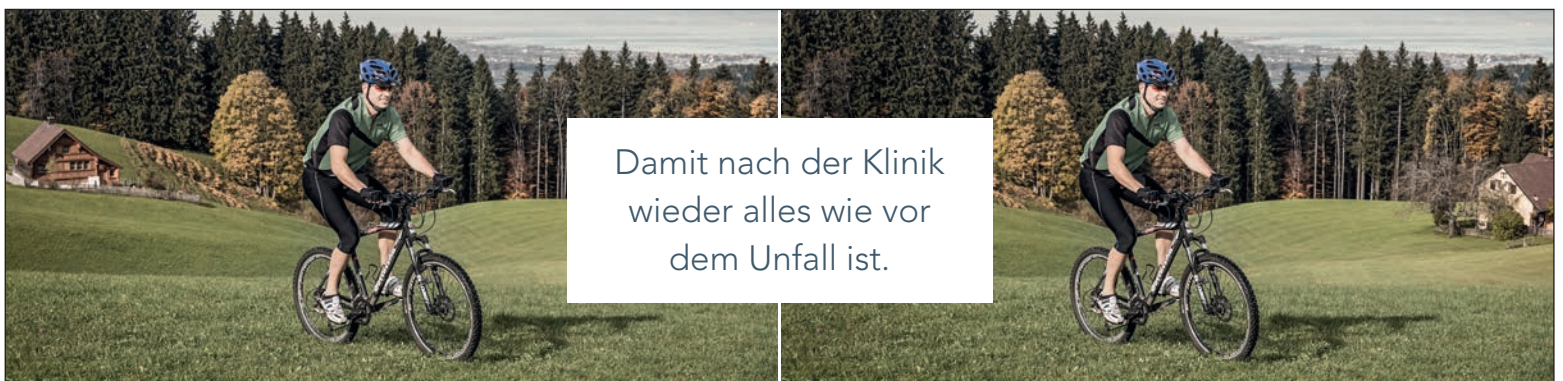 Damit nach der Klinik
wieder alles wie vor
dem Unfall ist.